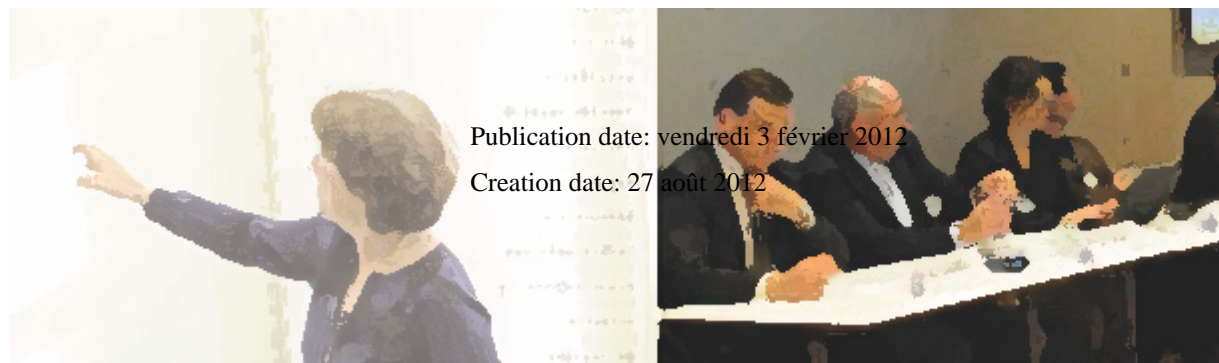 Publication date: vendredi 3 février 2012
Creation date: 27 août 2012